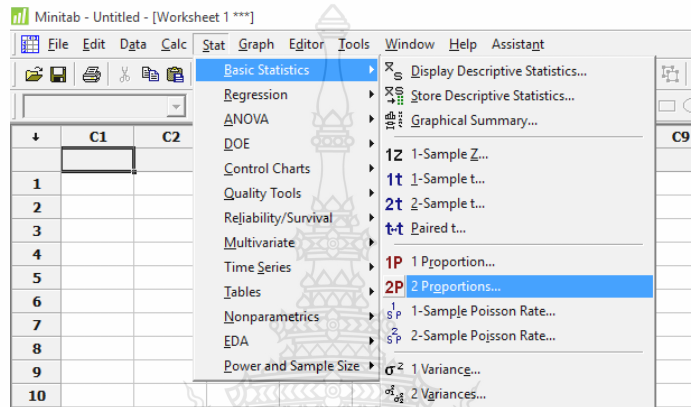 Minitab - Untitled - [Worksheet 1 ***]
File Edit Data Calc Stat Graph Editor Tools Window Help Assistant
Basic Statistics
Regression
ANOVA
DOE
Control Charts
Quality Tools
Reliability/Survival
Multivariate
Time Series
Tables
Nonparametrics
EDA
Power and Sample Size
Display Descriptive Statistics...
Store Descriptive Statistics...
Graphical Summary...
1Z 1-Sample Z...
1t 1-Sample t...
2t 2-Sample t...
t-t Paired t...
1P 1 Proportion...
2P 2 Proportions...
1-Sample Poisson Rate...
2-Sample Poisson Rate...
σ² 1 Variance...
2 Variances...
C1 C2 C9
1
2
3
4
5
6
7
8
9
10